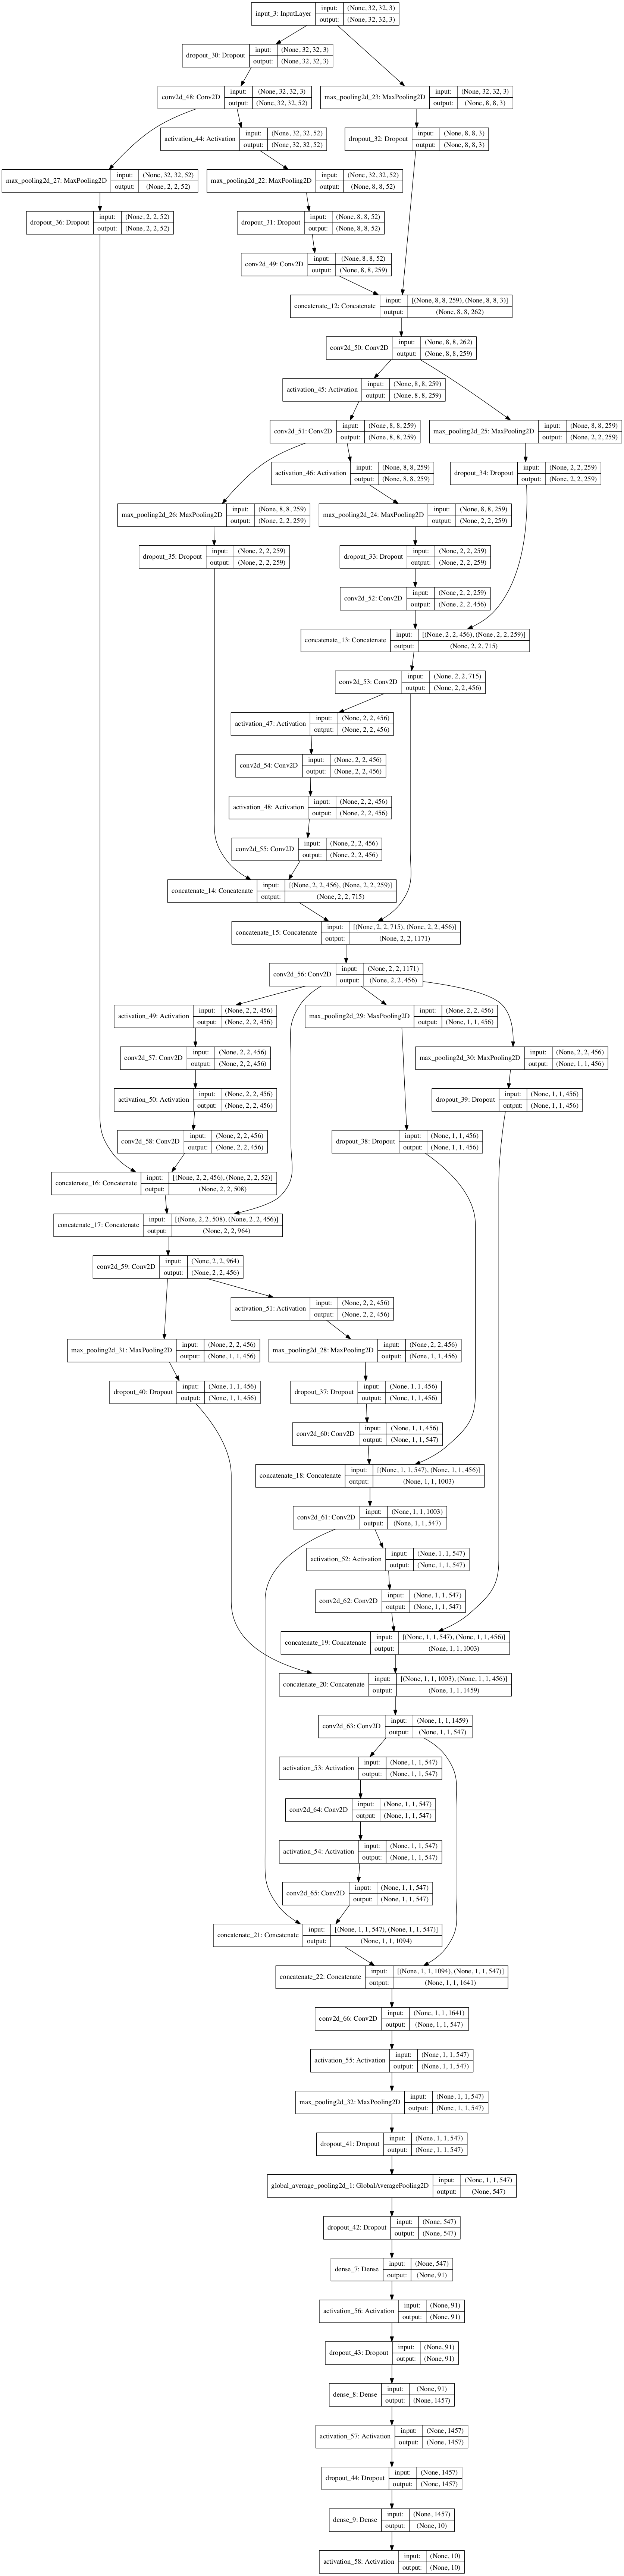 input_3: InputLayer
input: (None, 32, 32, 3)
output: (None, 32, 32, 3)
dropout_30: Dropout
input: (None, 32, 32, 3)
output: (None, 32, 32, 3)
conv2d_48: Conv2D
input: (None, 32, 32, 3)
output: (None, 32, 32, 52)
max_pooling2d_23: MaxPooling2D
input: (None, 32, 32, 3)
output: (None, 8, 8, 3)
activation_44: Activation
input: (None, 32, 32, 52)
output: (None, 32, 32, 52)
dropout_32: Dropout
input: (None, 8, 8, 3)
output: (None, 8, 8, 3)
max_pooling2d_27: MaxPooling2D
input: (None, 32, 32, 52)
output: (None, 2, 2, 52)
max_pooling2d_22: MaxPooling2D
input: (None, 32, 32, 52)
output: (None, 8, 8, 52)
dropout_36: Dropout
input: (None, 2, 2, 52)
output: (None, 2, 2, 52)
dropout_31: Dropout
input: (None, 8, 8, 52)
output: (None, 8, 8, 52)
conv2d_49: Conv2D
input: (None, 8, 8, 52)
output: (None, 8, 8, 259)
concatenate_12: Concatenate
input: [(None, 8, 8, 259), (None, 8, 8, 3)]
output: (None, 8, 8, 262)
conv2d_50: Conv2D
input: (None, 8, 8, 262)
output: (None, 8, 8, 259)
activation_45: Activation
input: (None, 8, 8, 259)
output: (None, 8, 8, 259)
conv2d_51: Conv2D
input: (None, 8, 8, 259)
output: (None, 8, 8, 259)
max_pooling2d_25: MaxPooling2D
input: (None, 8, 8, 259)
output: (None, 2, 2, 259)
activation_46: Activation
input: (None, 8, 8, 259)
output: (None, 8, 8, 259)
dropout_34: Dropout
input: (None, 2, 2, 259)
output: (None, 2, 2, 259)
max_pooling2d_26: MaxPooling2D
input: (None, 8, 8, 259)
output: (None, 2, 2, 259)
max_pooling2d_24: MaxPooling2D
input: (None, 8, 8, 259)
output: (None, 2, 2, 259)
dropout_35: Dropout
input: (None, 2, 2, 259)
output: (None, 2, 2, 259)
dropout_33: Dropout
input: (None, 2, 2, 259)
output: (None, 2, 2, 259)
conv2d_52: Conv2D
input: (None, 2, 2, 259)
output: (None, 2, 2, 456)
concatenate_13: Concatenate
input: [(None, 2, 2, 456), (None, 2, 2, 259)]
output: (None, 2, 2, 715)
conv2d_53: Conv2D
input: (None, 2, 2, 715)
output: (None, 2, 2, 456)
activation_47: Activation
input: (None, 2, 2, 456)
output: (None, 2, 2, 456)
conv2d_54: Conv2D
input: (None, 2, 2, 456)
output: (None, 2, 2, 456)
activation_48: Activation
input: (None, 2, 2, 456)
output: (None, 2, 2, 456)
conv2d_55: Conv2D
input: (None, 2, 2, 456)
output: (None, 2, 2, 456)
concatenate_14: Concatenate
input: [(None, 2, 2, 456), (None, 2, 2, 259)]
output: (None, 2, 2, 715)
concatenate_15: Concatenate
input: [(None, 2, 2, 715), (None, 2, 2, 456)]
output: (None, 2, 2, 1171)
conv2d_56: Conv2D
input: (None, 2, 2, 1171)
output: (None, 2, 2, 456)
activation_49: Activation
input: (None, 2, 2, 456)
output: (None, 2, 2, 456)
max_pooling2d_29: MaxPooling2D
input: (None, 2, 2, 456)
output: (None, 1, 1, 456)
conv2d_57: Conv2D
input: (None, 2, 2, 456)
output: (None, 2, 2, 456)
max_pooling2d_30: MaxPooling2D
input: (None, 2, 2, 456)
output: (None, 1, 1, 456)
activation_50: Activation
input: (None, 2, 2, 456)
output: (None, 2, 2, 456)
dropout_39: Dropout
input: (None, 1, 1, 456)
output: (None, 1, 1, 456)
conv2d_58: Conv2D
input: (None, 2, 2, 456)
output: (None, 2, 2, 456)
dropout_38: Dropout
input: (None, 1, 1, 456)
output: (None, 1, 1, 456)
concatenate_16: Concatenate
input: [(None, 2, 2, 456), (None, 2, 2, 52)]
output: (None, 2, 2, 508)
concatenate_17: Concatenate
input: [(None, 2, 2, 508), (None, 2, 2, 456)]
output: (None, 2, 2, 964)
conv2d_59: Conv2D
input: (None, 2, 2, 964)
output: (None, 2, 2, 456)
activation_51: Activation
input: (None, 2, 2, 456)
output: (None, 2, 2, 456)
max_pooling2d_31: MaxPooling2D
input: (None, 2, 2, 456)
output: (None, 1, 1, 456)
max_pooling2d_28: MaxPooling2D
input: (None, 2, 2, 456)
output: (None, 1, 1, 456)
dropout_40: Dropout
input: (None, 1, 1, 456)
output: (None, 1, 1, 456)
dropout_37: Dropout
input: (None, 1, 1, 456)
output: (None, 1, 1, 456)
conv2d_60: Conv2D
input: (None, 1, 1, 456)
output: (None, 1, 1, 547)
concatenate_18: Concatenate
input: [(None, 1, 1, 547), (None, 1, 1, 456)]
output: (None, 1, 1, 1003)
conv2d_61: Conv2D
input: (None, 1, 1, 1003)
output: (None, 1, 1, 547)
activation_52: Activation
input: (None, 1, 1, 547)
output: (None, 1, 1, 547)
conv2d_62: Conv2D
input: (None, 1, 1, 547)
output: (None, 1, 1, 547)
concatenate_19: Concatenate
input: [(None, 1, 1, 547), (None, 1, 1, 456)]
output: (None, 1, 1, 1003)
concatenate_20: Concatenate
input: [(None, 1, 1, 1003), (None, 1, 1, 456)]
output: (None, 1, 1, 1459)
conv2d_63: Conv2D
input: (None, 1, 1, 1459)
output: (None, 1, 1, 547)
activation_53: Activation
input: (None, 1, 1, 547)
output: (None, 1, 1, 547)
conv2d_64: Conv2D
input: (None, 1, 1, 547)
output: (None, 1, 1, 547)
activation_54: Activation
input: (None, 1, 1, 547)
output: (None, 1, 1, 547)
conv2d_65: Conv2D
input: (None, 1, 1, 547)
output: (None, 1, 1, 547)
concatenate_21: Concatenate
input: [(None, 1, 1, 547), (None, 1, 1, 547)]
output: (None, 1, 1, 1094)
concatenate_22: Concatenate
input: [(None, 1, 1, 1094), (None, 1, 1, 547)]
output: (None, 1, 1, 1641)
conv2d_66: Conv2D
input: (None, 1, 1, 1641)
output: (None, 1, 1, 547)
activation_55: Activation
input: (None, 1, 1, 547)
output: (None, 1, 1, 547)
max_pooling2d_32: MaxPooling2D
input: (None, 1, 1, 547)
output: (None, 1, 1, 547)
dropout_41: Dropout
input: (None, 1, 1, 547)
output: (None, 1, 1, 547)
global_average_pooling2d_1: GlobalAveragePooling2D
input: (None, 1, 1, 547)
output: (None, 547)
dropout_42: Dropout
input: (None, 547)
output: (None, 547)
dense_7: Dense
input: (None, 547)
output: (None, 91)
activation_56: Activation
input: (None, 91)
output: (None, 91)
dropout_43: Dropout
input: (None, 91)
output: (None, 91)
dense_8: Dense
input: (None, 91)
output: (None, 1457)
activation_57: Activation
input: (None, 1457)
output: (None, 1457)
dropout_44: Dropout
input: (None, 1457)
output: (None, 1457)
dense_9: Dense
input: (None, 1457)
output: (None, 10)
activation_58: Activation
input: (None, 10)
output: (None, 10)